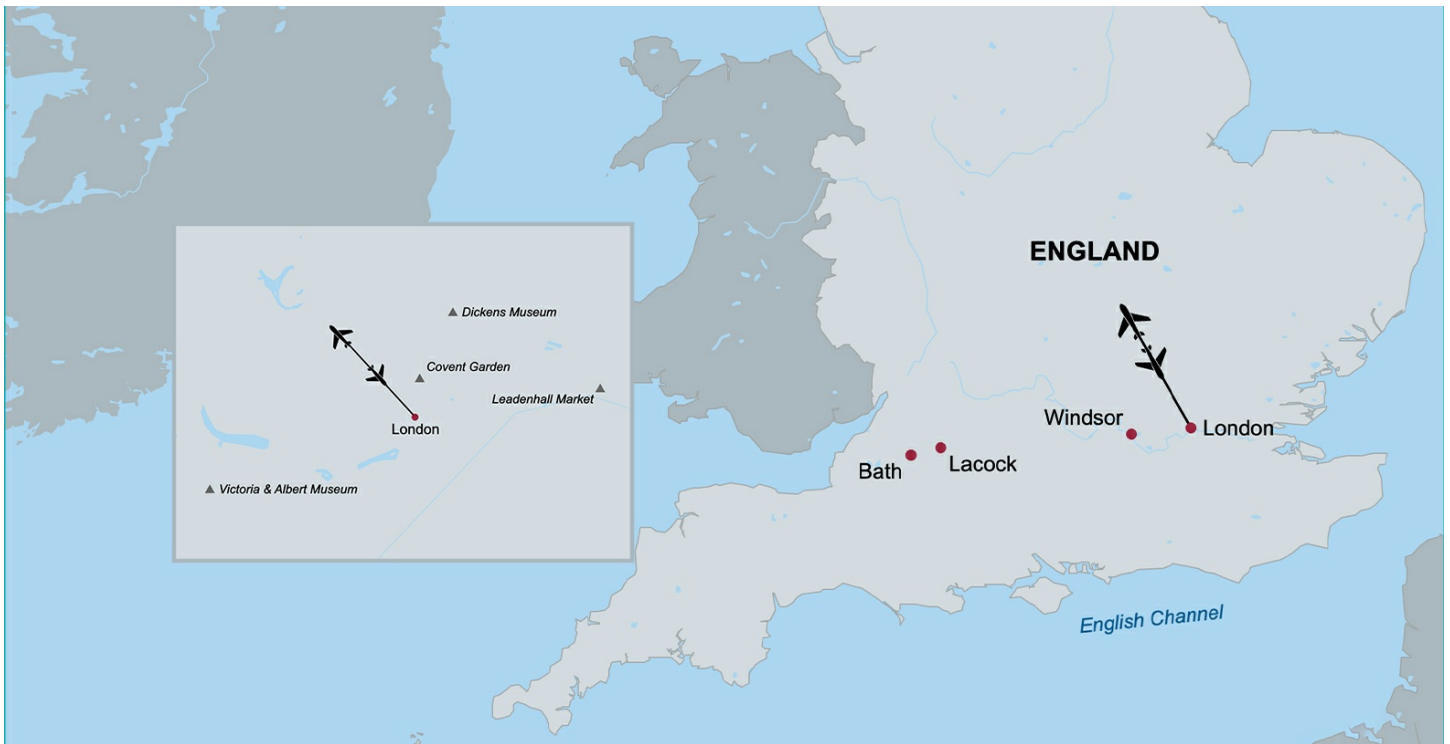 ENGLAND
Dickens Museum
Covent Garden
Leadenhall Market
London
Victoria & Albert Museum
Windsor
London
Bath
Lacock
English Channel